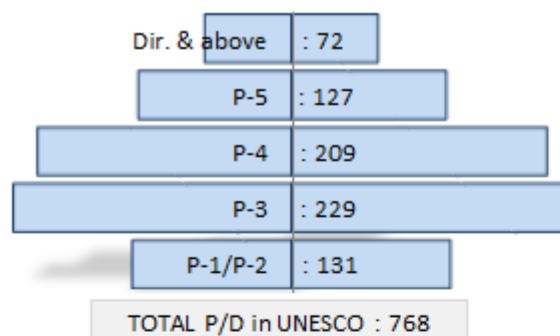 Dir. & above : 72
P-5 : 127
P-4 : 209
P-3 : 229
P-1/P-2 : 131
TOTAL P/D in UNESCO : 768